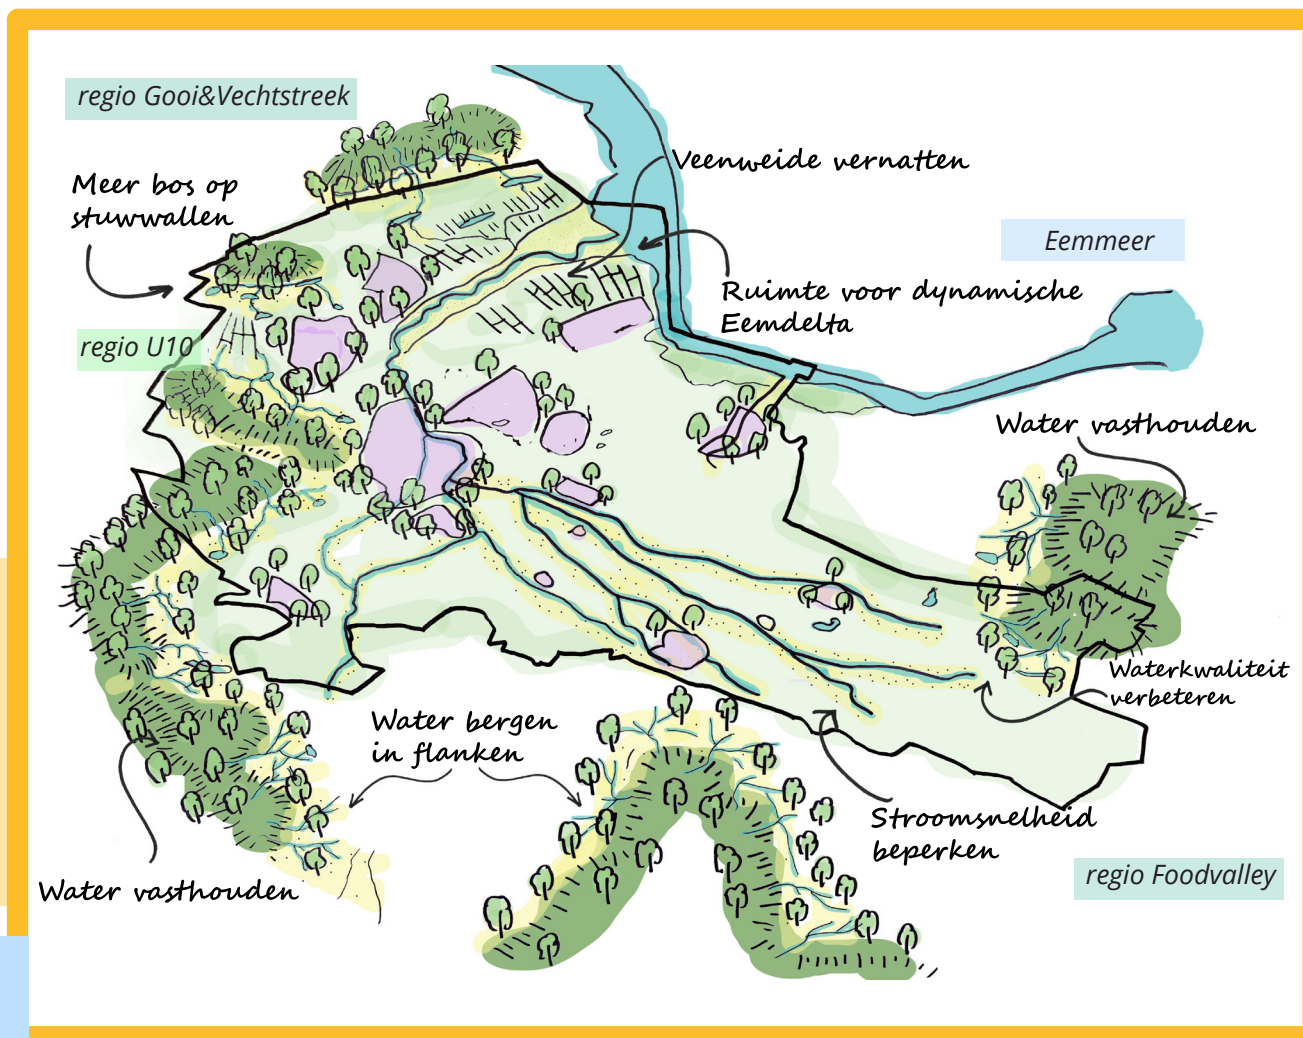 regio Gooi&Vechtstreek
Veenweide vernatten
Meer bos op
stuwwallen
Eemmeer
Ruimte voor dynamische
Eemdelta
regio U10
Water vasthouden
Waterkwaliteit
verbeteren
Water bergen
in flanken
Stroomsnelheid
beperken
regio Foodvalley
Water vasthouden